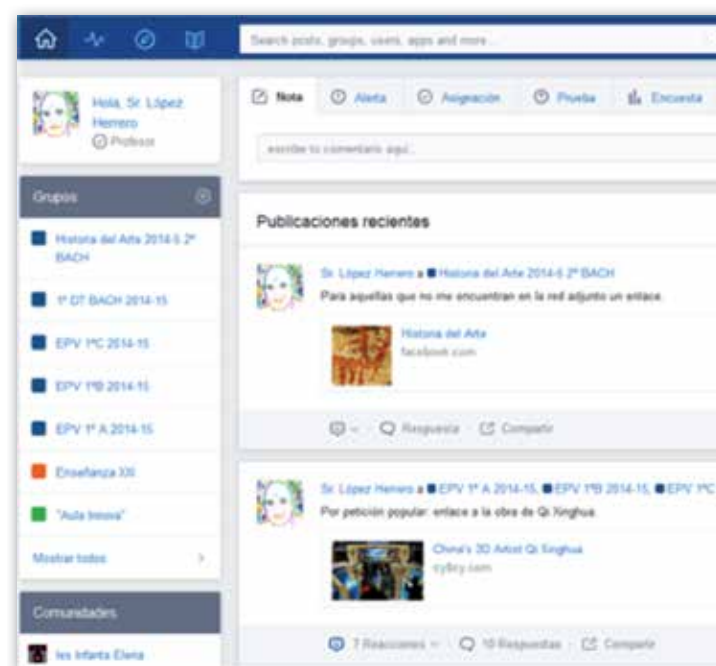 Search posts, groups, users, apps and more...
Hola, Sr. López
Herrero
Profesor
Nota
Alerta
Asignación
Prueba
Encuesta
escribe tu comentario aquí...
Grupos
Historia del Arte 2014-5 2º
BACH
1º DT BACH 2014-15
EPV 1ºC 2014-15
EPV 1ºB 2014-15
EPV 1º A 2014-15
Enseñanza XXI
"Aula Innova"
Mostrar todos
Comunidades
Ies Infanta Elena
Publicaciones recientes
Sr. López Herrero a Historia del Arte 2014-5 2º BACH
Para aquellas que no me encuentran en la red adjunto un enlace.
Historia del Arte
facebook.com
Respuesta
Compartir
Sr. López Herrero a EPV 1º A 2014-15, EPV 1ºB 2014-15, EPV 1ºC
Por petición popular: enlace a la obra de Qi Xinghua
China's 3D Artist Qi Xinghua
7 Reacciones
10 Respuestas
Compartir